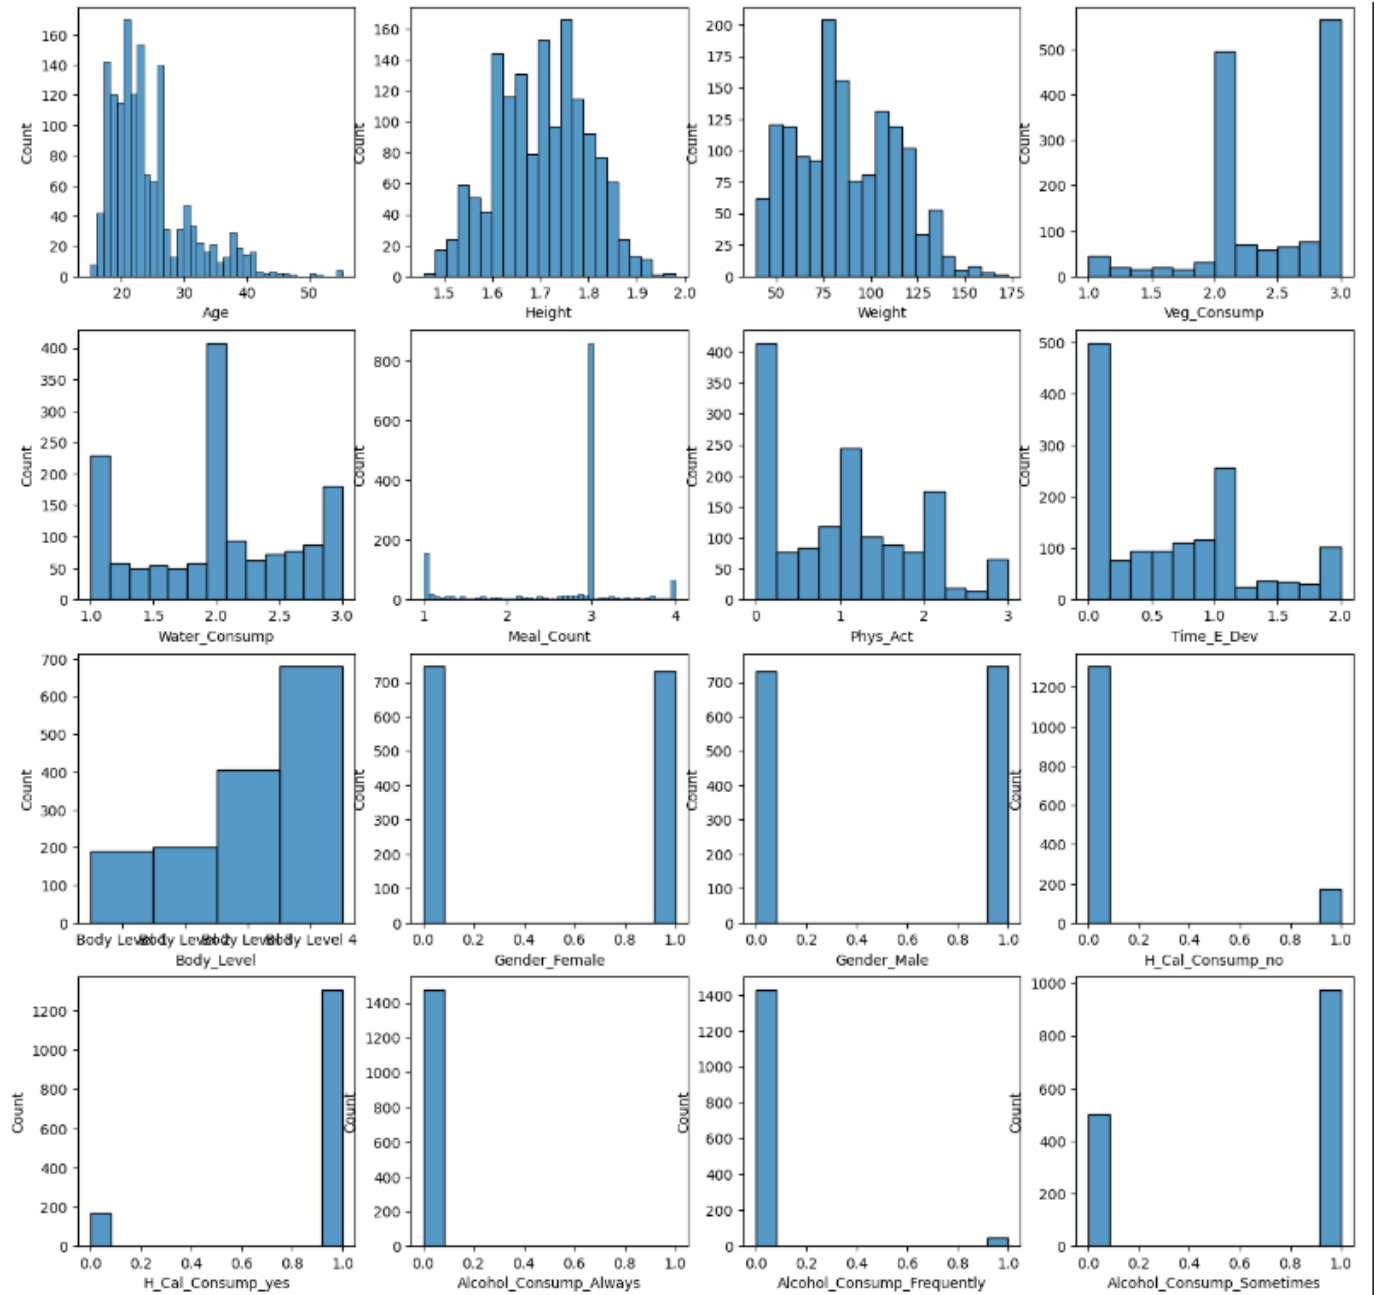 160
140
120
100
80
60
40
20
0
Count
20 30 40 50
Age
160
140
120
100
80
60
40
20
0
Count
1.5 1.6 1.7 1.8 1.9 2.0
Height
200
175
150
125
100
75
50
25
0
Count
50 75 100 125 150 175
Weight
500
400
300
200
100
0
Count
1.0 1.5 2.0 2.5 3.0
Veg_Consump
400
350
300
250
200
150
100
50
0
Count
1.0 1.5 2.0 2.5 3.0
Water_Consump
800
600
400
200
0
Count
1 2 3 4
Meal_Count
400
350
300
250
200
150
100
50
0
Count
0 1 2 3
Phys_Act
500
400
300
200
100
0
Count
0.0 0.5 1.0 1.5 2.0
Time_E_Dev
700
600
500
400
300
200
100
0
Count
Body Level 1 Body Level 2 Body Level 3 Body Level 4
Body_Level
700
600
500
400
300
200
100
0
Count
0.0 0.2 0.4 0.6 0.8 1.0
Gender_Female
700
600
500
400
300
200
100
0
Count
0.0 0.2 0.4 0.6 0.8 1.0
Gender_Male
1200
1000
800
600
400
200
0
Count
0.0 0.2 0.4 0.6 0.8 1.0
H_Cal_Consump_no
1200
1000
800
600
400
200
0
Count
0.0 0.2 0.4 0.6 0.8 1.0
H_Cal_Consump_yes
1400
1200
1000
800
600
400
200
0
Count
0.0 0.2 0.4 0.6 0.8 1.0
Alcohol_Consump_Always
1400
1200
1000
800
600
400
200
0
Count
0.0 0.2 0.4 0.6 0.8 1.0
Alcohol_Consump_Frequently
1000
800
600
400
200
0
Count
0.0 0.2 0.4 0.6 0.8 1.0
Alcohol_Consump_Sometimes